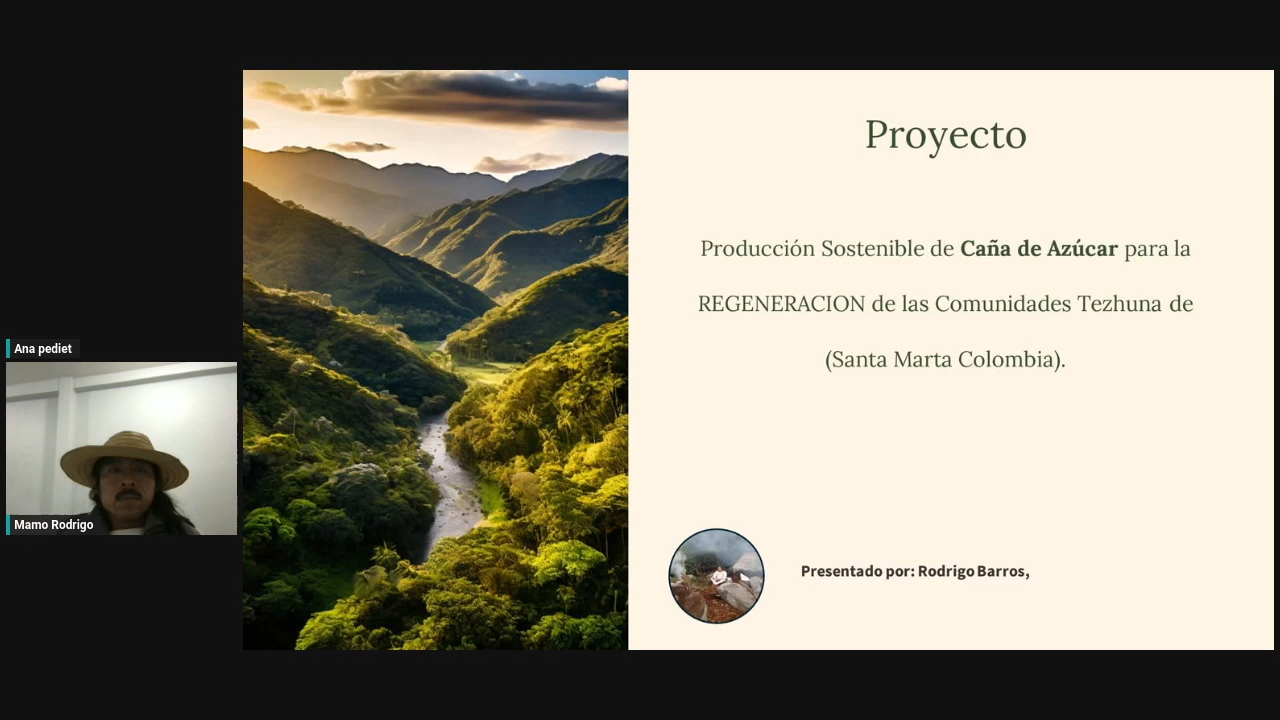 Proyecto
Producción Sostenible de Caña de Azúcar para la
REGENERACION de las Comunidades Tezhuna de
(Santa Marta Colombia).
Ana pediet
Mamo Rodrigo
Presentado por: Rodrigo Barros,